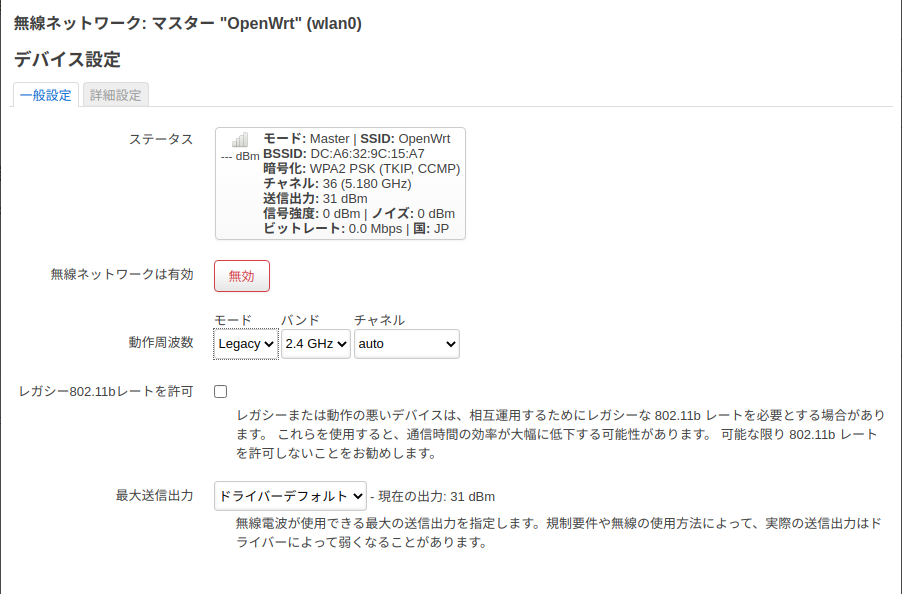 無線ネットワーク: マスター "OpenWrt" (wlan0)
デバイス設定
一般設定 詳細設定
ステータス
--- dBm
モード: Master | SSID: OpenWrt
BSSID: DC:A6:32:9C:15:A7
暗号化: WPA2 PSK (TKIP, CCMP)
チャネル: 36 (5.180 GHz)
送信出力: 31 dBm
信号強度: 0 dBm | ノイズ: 0 dBm
ビットレート: 0.0 Mbps | 国: JP
無線ネットワークは有効 無効
モード バンド チャネル
動作周波数 Legacy 2.4 GHz auto
レガシー802.11bレートを許可
レガシーまたは動作の悪いデバイスは、相互運用するためにレガシーな 802.11b レートを必要とする場合があり
ます。 これらを使用すると、通信時間の効率が大幅に低下する可能性があります。 可能な限り 802.11b レート
を許可しないことをお勧めします。
最大送信出力 ドライバーデフォルト - 現在の出力: 31 dBm
無線電波が使用できる最大の送信出力を指定します。規制要件や無線の使用方法によって、実際の送信出力はド
ライバーによって弱くなることがあります。